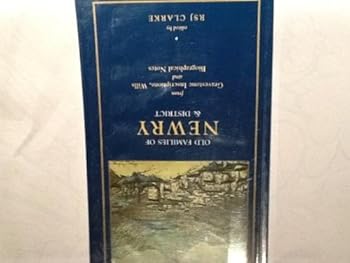 OLD FAMILIES OF
NEWRY
& DISTRICT
from
Gravestone Inscriptions, Wills
and
Biographical Notes
edited by
RSJ CLARKE